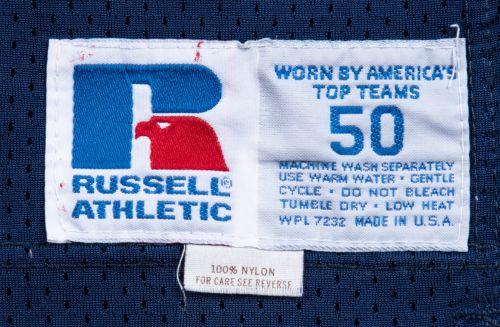 RUSSELL®
ATHLETIC
WORN BY AMERICA'S
TOP TEAMS
50
MACHINE WASH SEPARATELY
USE WARM WATER · GENTLE
CYCLE · DO NOT BLEACH
TUMBLE DRY · LOW HEAT
WPL 7232 MADE IN U.S.A.
100% NYLON
FOR CARE SEE REVERSE